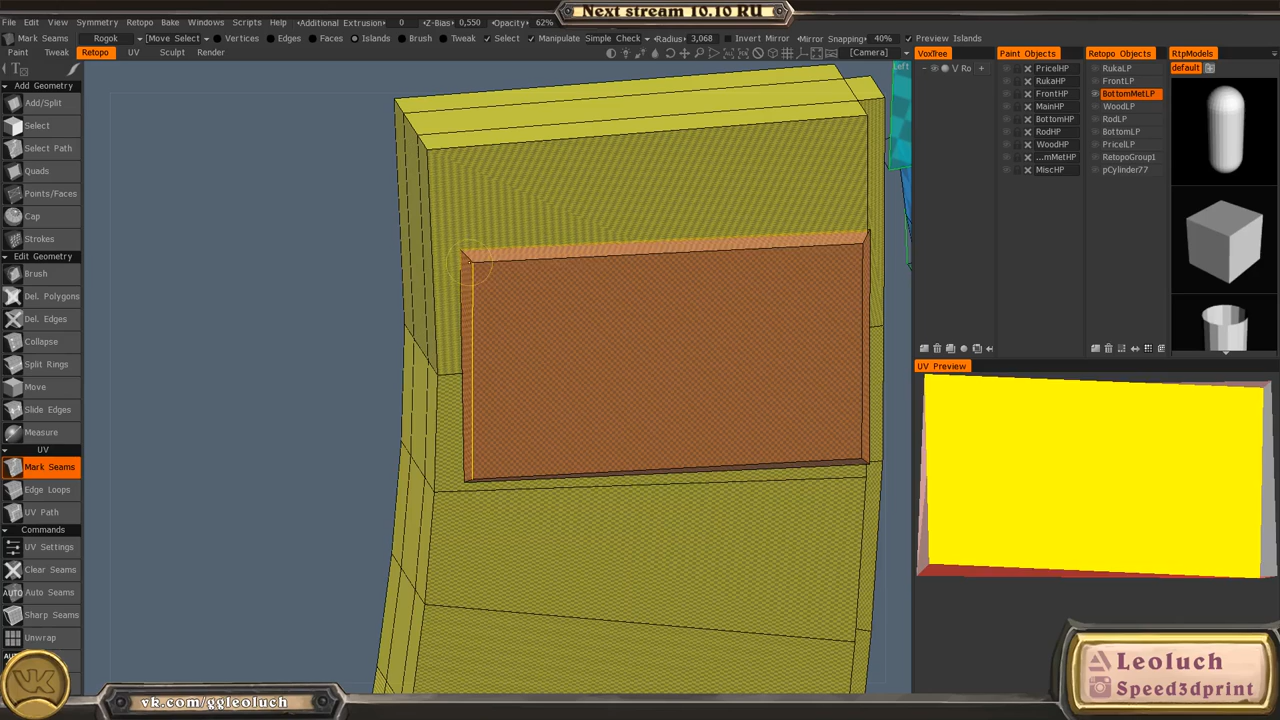 Next stream 10.10 RU
File Edit View Symmetry Retopo Bake Windows Scripts Help Additional Extrusion 0 Z-Bias: 0,550 Opacity: 62%
Mark Seams Rogok [Move Select] Vertices Edges Faces Islands Brush Tweak Select Manipulate Simple Check Radius: 3,068 Invert Mirror Mirror Snapping: 40% Preview Islands
Paint Tweak Retopo UV Sculpt Render [Camera]
VoxTree Paint Objects Retopo Objects RtpModels
Left
Add Geometry
Add/Split
Select
Select Path
Quads
Points/Faces
Cap
Strokes
Edit Geometry
Brush
Del. Polygons
Del. Edges
Collapse
Split Rings
Move
Slide Edges
Measure
UV
Mark Seams
Edge Loops
UV Path
Commands
UV Settings
Clear Seams
AUTO Auto Seams
Sharp Seams
Unwrap
V Ro +
PricelHP
RukaHP
FrontHP
MainHP
BottomHP
RodHP
WoodHP
...mMetHP
MiscHP
RukaLP
FrontLP
BottomMetLP
WoodLP
RodLP
BottomLP
PricelLP
RetopoGroup1
pCylinder77
default
UV Preview
vk.com/ggleoluch
Leoluch
Speed3dprint